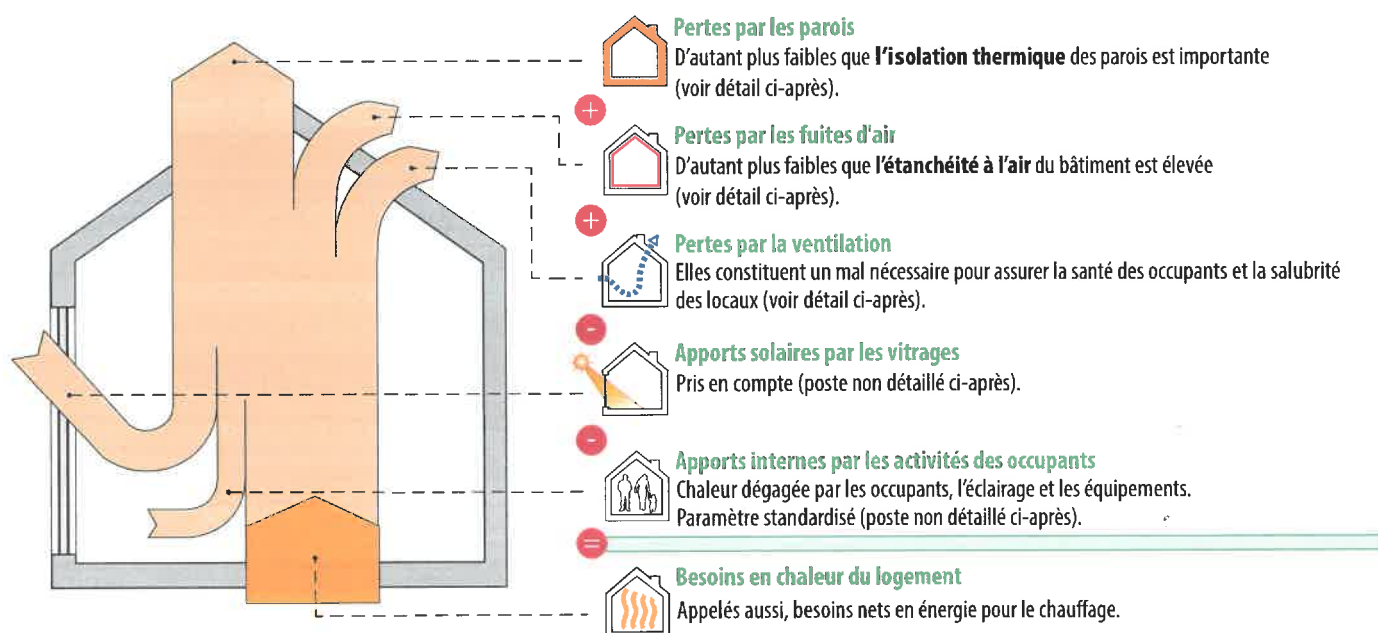 Pertes par les parois
D'autant plus faibles que l'isolation thermique des parois est importante
(voir détail ci-après).
+
Pertes par les fuites d'air
D'autant plus faibles que l'étanchéité à l'air du bâtiment est élevée
(voir détail ci-après).
+
Pertes par la ventilation
Elles constituent un mal nécessaire pour assurer la santé des occupants et la salubrité
des locaux (voir détail ci-après).
-
Apports solaires par les vitrages
Pris en compte (poste non détaillé ci-après).
-
Apports internes par les activités des occupants
Chaleur dégagée par les occupants, l'éclairage et les équipements.
Paramètre standardisé (poste non détaillé ci-après).
=
Besoins en chaleur du logement
Appelés aussi, besoins nets en énergie pour le chauffage.